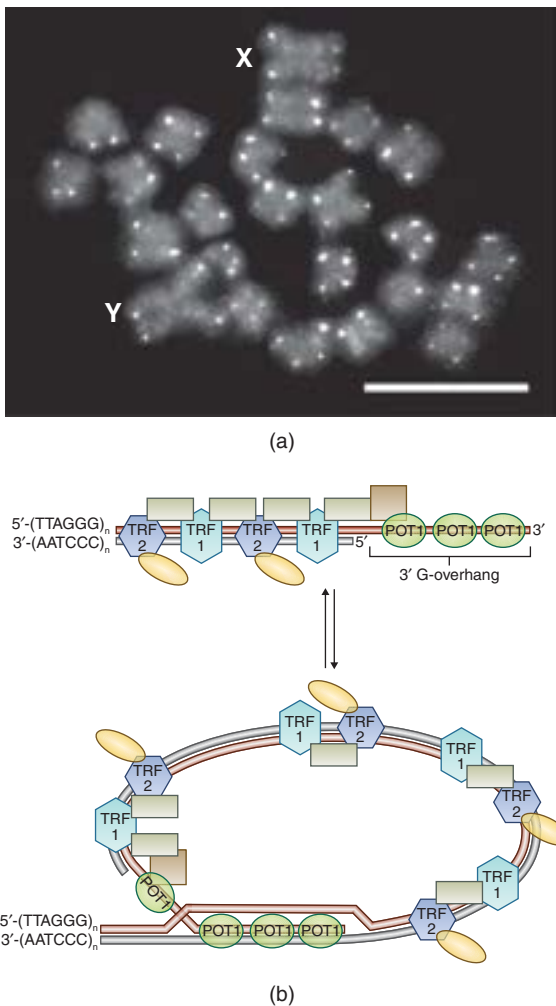 X
Y
(a)
5′-(TTAGGG)n
3′-(AATCCC)n
TRF 2
TRF 1
TRF 2
TRF 1
5′
POT1
POT1
POT1
3′
3′ G-overhang
TRF 1
TRF 2
TRF 1
TRF 2
TRF 2
TRF 1
TRF 1
TRF 2
POT1
5′-(TTAGGG)n
3′-(AATCCC)n
POT1
POT1
POT1
(b)